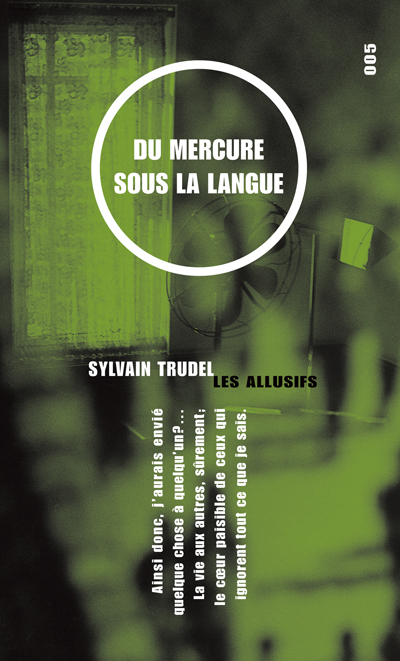 005
DU MERCURE
SOUS LA LANGUE
SYLVAIN TRUDEL
LES ALLUSIFS
Ainsi donc, j'aurais envié
quelque chose à quelqu'un?...
La vie aux autres, sûrement;
le cœur paisible de ceux qui
ignorent tout ce que je sais.